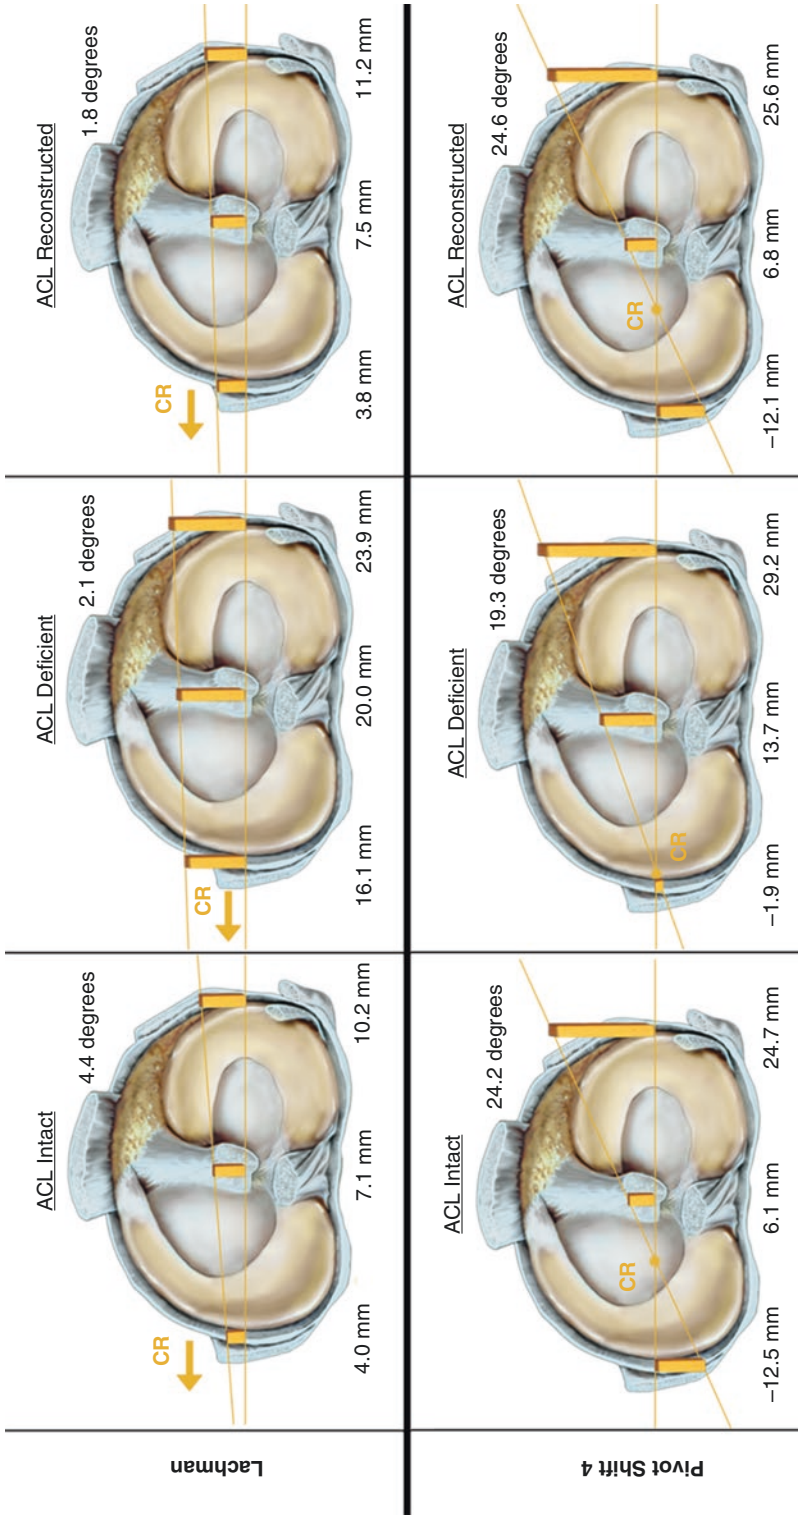 Lachman
ACL Intact
4.4 degrees
CR
4.0 mm
7.1 mm
10.2 mm
ACL Deficient
2.1 degrees
CR
16.1 mm
20.0 mm
23.9 mm
ACL Reconstructed
1.8 degrees
CR
3.8 mm
7.5 mm
11.2 mm
Pivot Shift 4
ACL Intact
24.2 degrees
CR
−12.5 mm
6.1 mm
24.7 mm
ACL Deficient
19.3 degrees
CR
−1.9 mm
13.7 mm
29.2 mm
ACL Reconstructed
24.6 degrees
CR
−12.1 mm
6.8 mm
25.6 mm